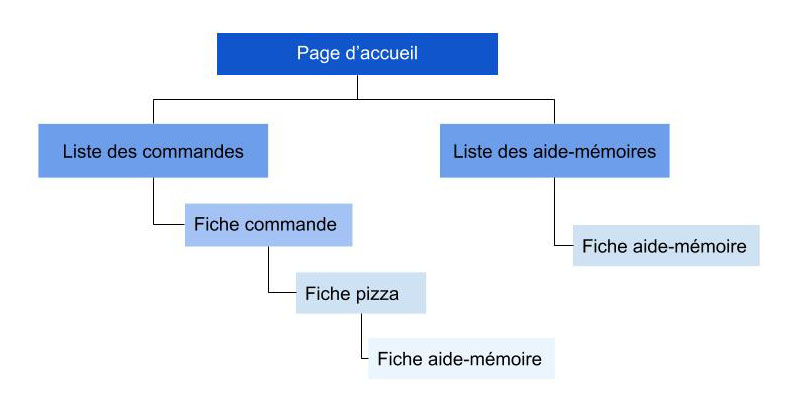 Page d’accueil
Liste des commandes
Liste des aide-mémoires
Fiche commande
Fiche aide-mémoire
Fiche pizza
Fiche aide-mémoire